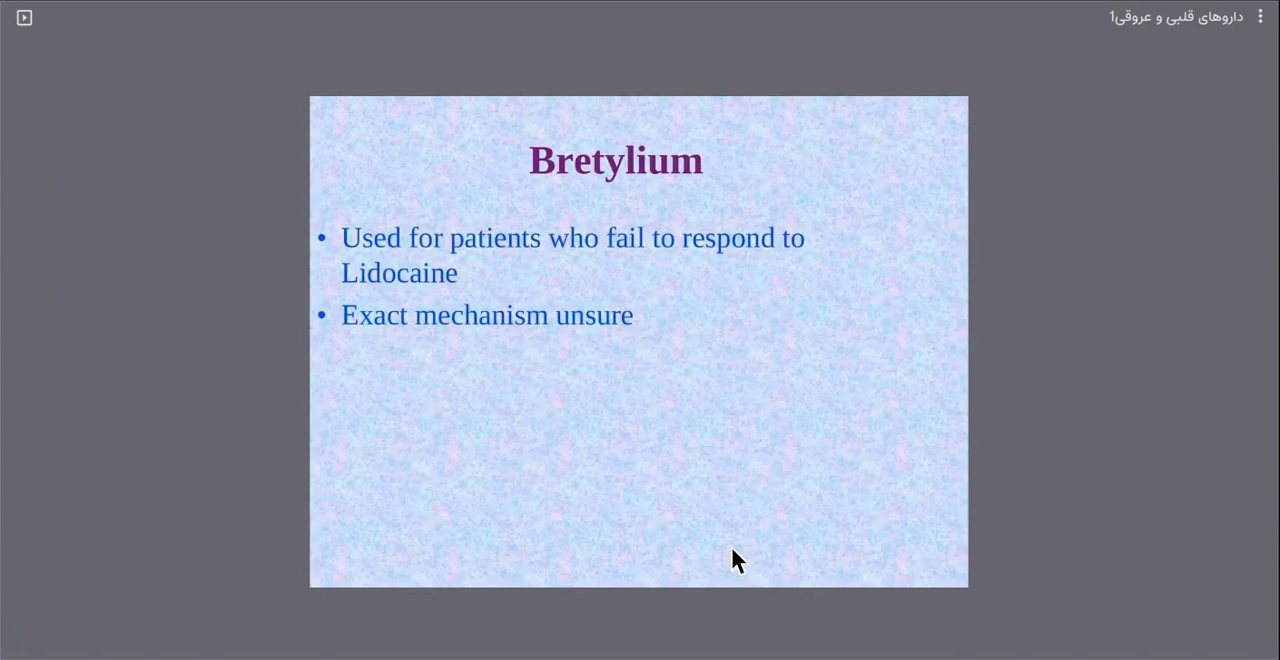 داروهای قلبی و عروقی1
Bretylium
• Used for patients who fail to respond to
Lidocaine
• Exact mechanism unsure